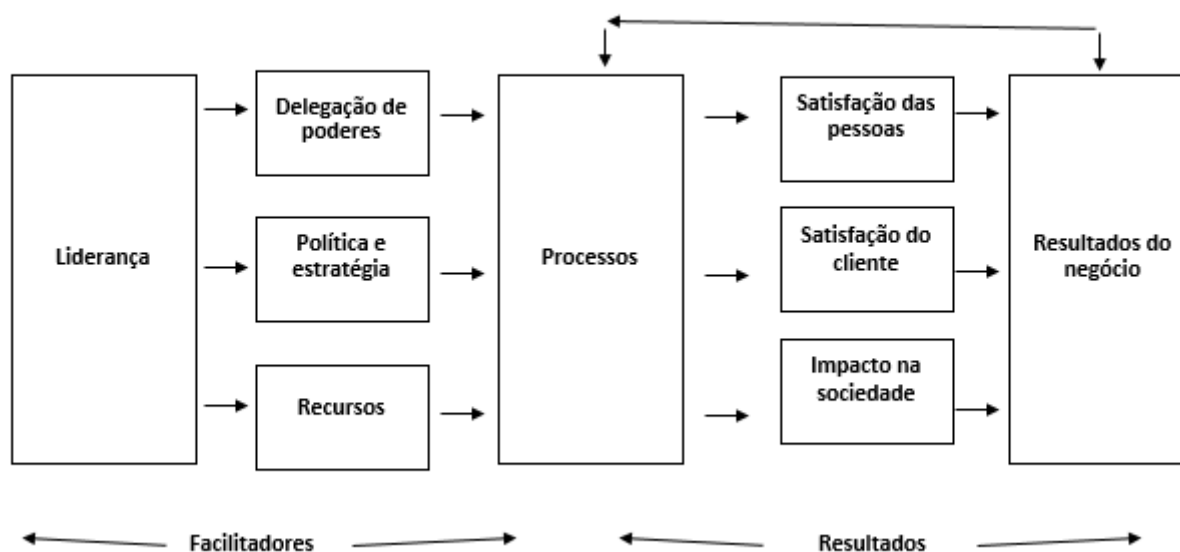 Liderança
Delegação de
poderes
Política e
estratégia
Recursos
Processos
Satisfação das
pessoas
Satisfação do
cliente
Impacto na
sociedade
Resultados do
negócio
Facilitadores
Resultados